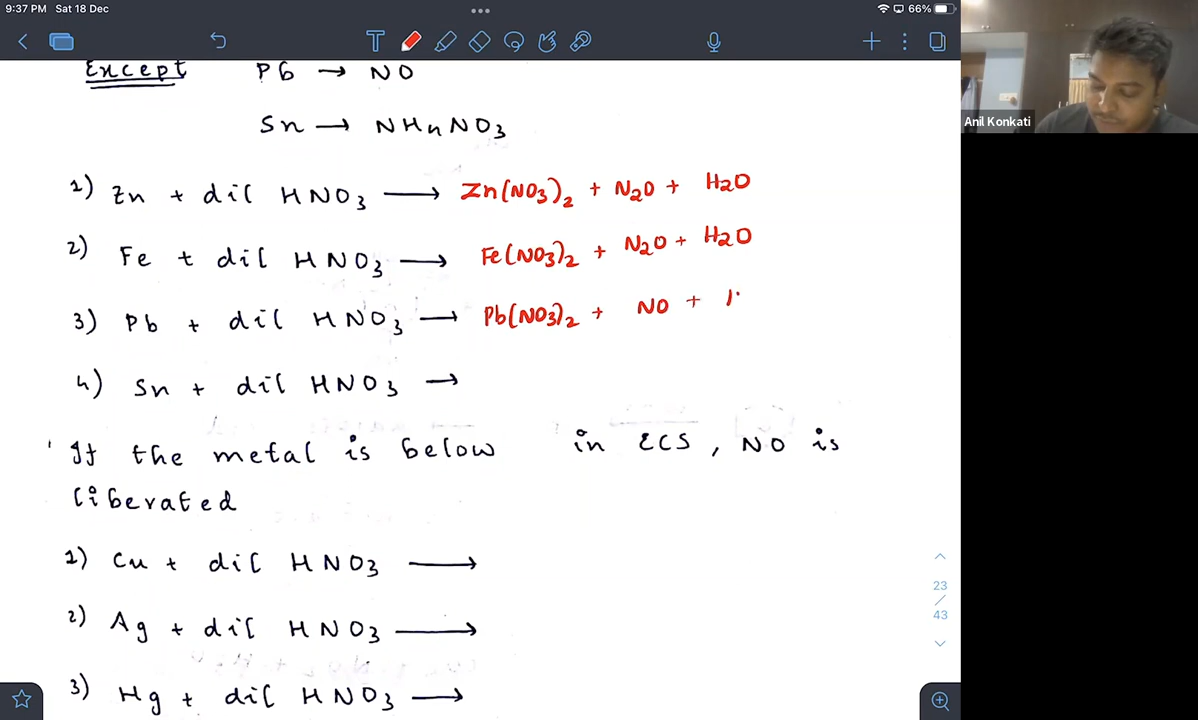 9:37 PM Sat 18 Dec
66%
Except Pb → NO
Sn → NH4NO3
1) Zn + dil HNO3 → Zn(NO3)2 + N2O + H2O
2) Fe + dil HNO3 → Fe(NO3)2 + N2O + H2O
3) Pb + dil HNO3 → Pb(NO3)2 + NO +
4) Sn + dil HNO3 →
If the metal is below in ECS, NO is
liberated
1) Cu + dil HNO3 →
2) Ag + dil HNO3 →
3) Hg + dil HNO3 →
Anil Konkati
23
/
43